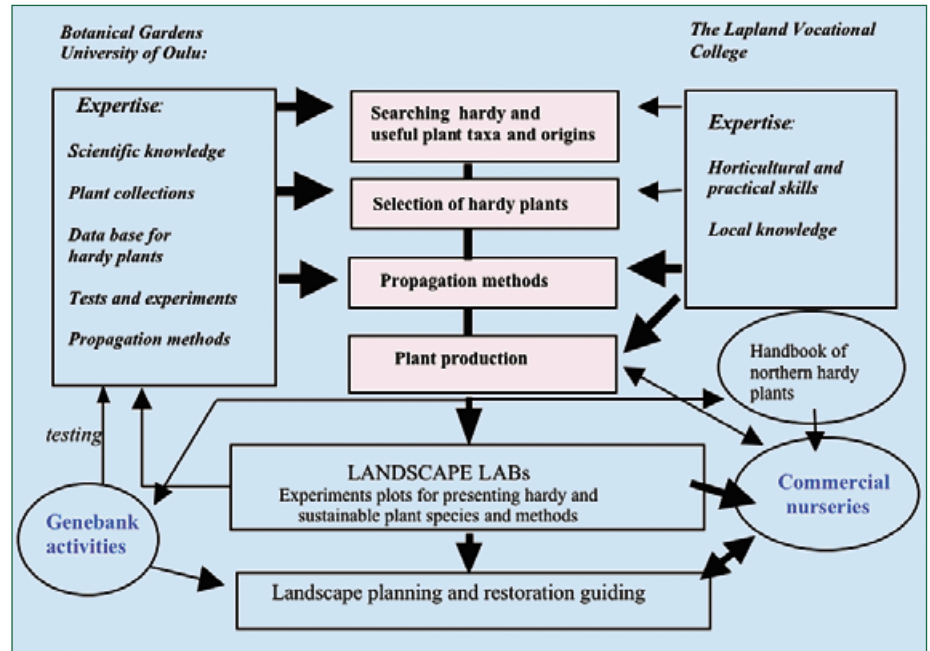 Botanical Gardens
University of Oulu:
The Lapland Vocational
College
Expertise:
Scientific knowledge
Plant collections
Data base for
hardy plants
Tests and experiments
Propagation methods
Searching hardy and
useful plant taxa and origins
Selection of hardy plants
Propagation methods
Plant production
Expertise:
Horticultural and
practical skills
Local knowledge
Handbook of
northern hardy
plants
testing
LANDSCAPE LABs
Experiments plots for presenting hardy and
sustainable plant species and methods
Commercial
nurseries
Genebank
activities
Landscape planning and restoration guiding